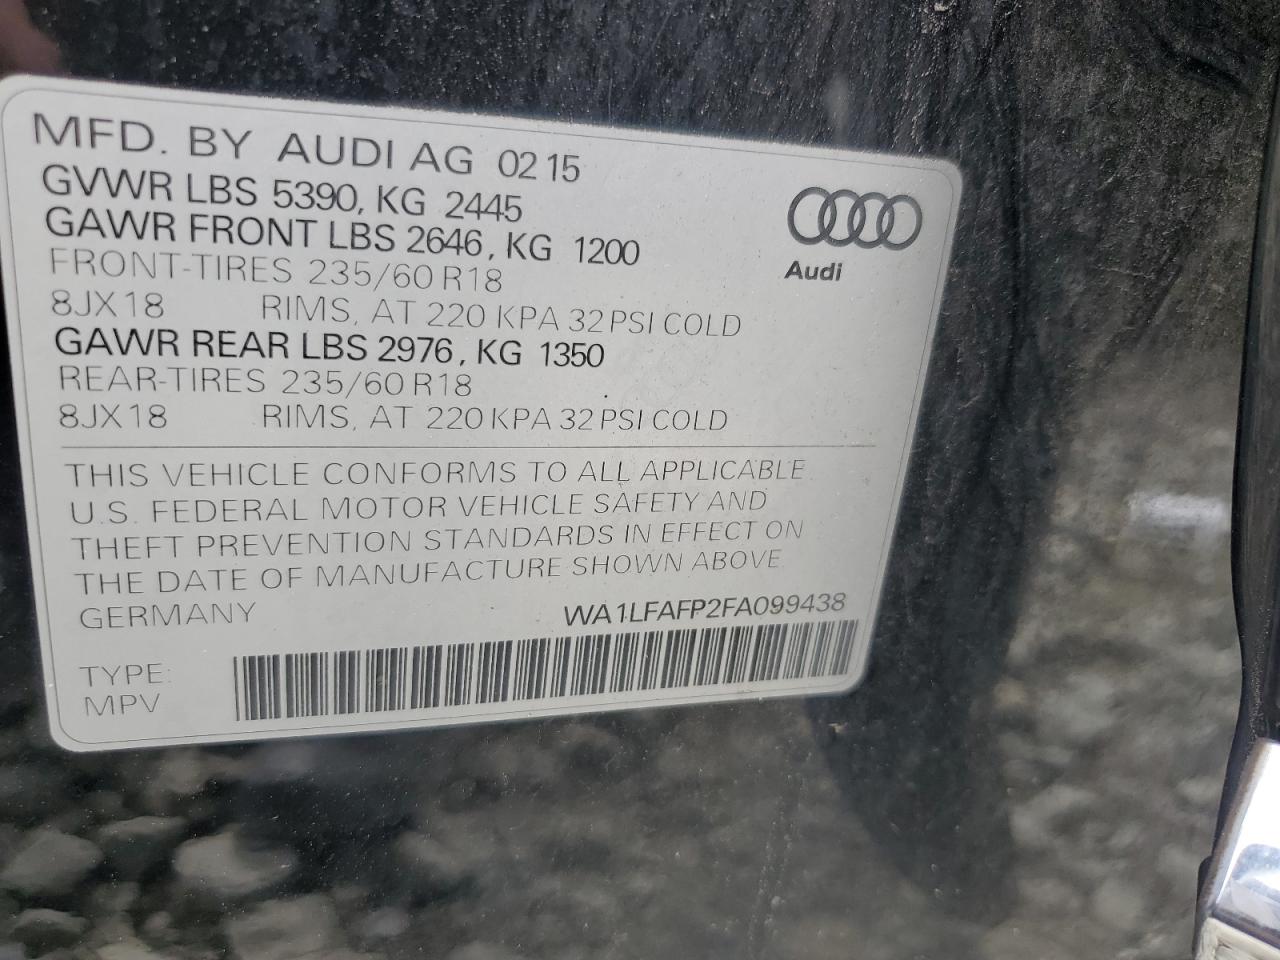 MFD. BY AUDI AG 02 15
GVWR LBS 5390, KG 2445
GAWR FRONT LBS 2646, KG 1200
FRONT-TIRES 235/60 R18
8JX18 RIMS, AT 220 KPA 32 PSI COLD
GAWR REAR LBS 2976, KG 1350
REAR-TIRES 235/60 R18
8JX18 RIMS, AT 220 KPA 32 PSI COLD
Audi
THIS VEHICLE CONFORMS TO ALL APPLICABLE
U.S. FEDERAL MOTOR VEHICLE SAFETY AND
THEFT PREVENTION STANDARDS IN EFFECT ON
THE DATE OF MANUFACTURE SHOWN ABOVE
GERMANY WA1LFAFP2FA099438
TYPE:
MPV